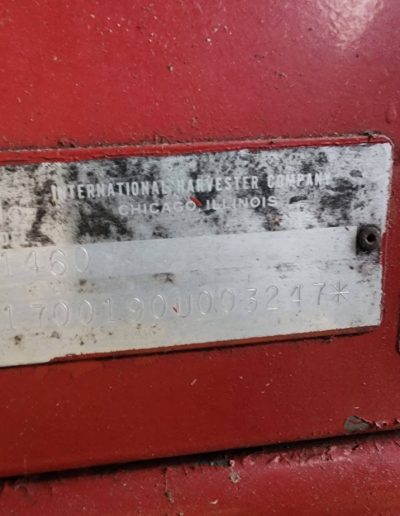 INTERNATIONAL HARVESTER COMPANY
CHICAGO, ILLINOIS
1460
1700190U003247*